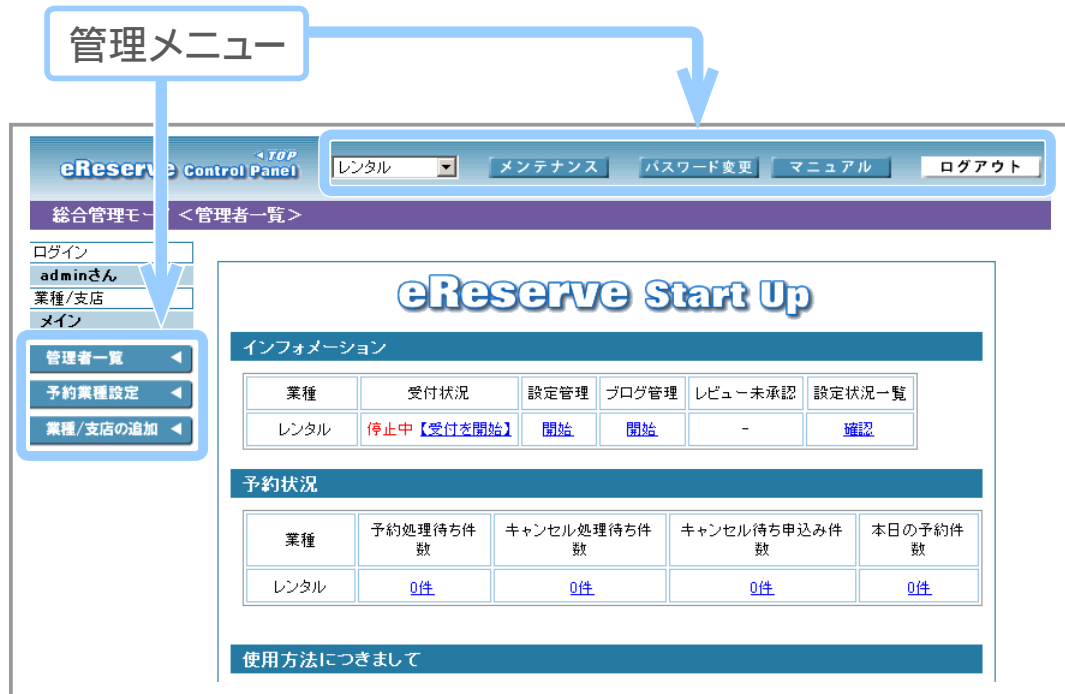 管理メニュー
eReserve Control Panel
◄TOP
レンタル メンテナンス パスワード変更 マニュアル ログアウト
総合管理モード <管理者一覧>
ログイン
adminさん
業種/支店
メイン
管理者一覧
予約業種設定
業種/支店の追加
eReserve Start Up
インフォメーション
業種 受付状況 設定管理 ブログ管理 レビュー未承認 設定状況一覧
レンタル 停止中【受付を開始】 開始 開始 - 確認
予約状況
業種 予約処理待ち件数 キャンセル処理待ち件数 キャンセル待ち申込み件数 本日の予約件数
レンタル 0件 0件 0件 0件
使用方法につきまして